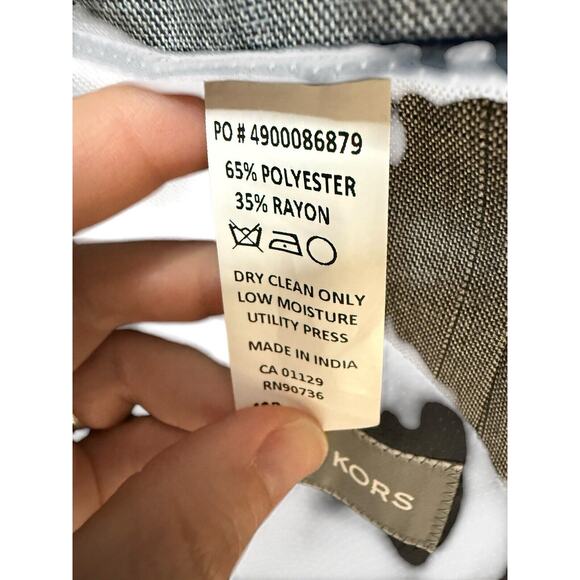 PO # 4900086879
65% POLYESTER
35% RAYON
DRY CLEAN ONLY
LOW MOISTURE
UTILITY PRESS
MADE IN INDIA
CA 01129
RN90736
KORS